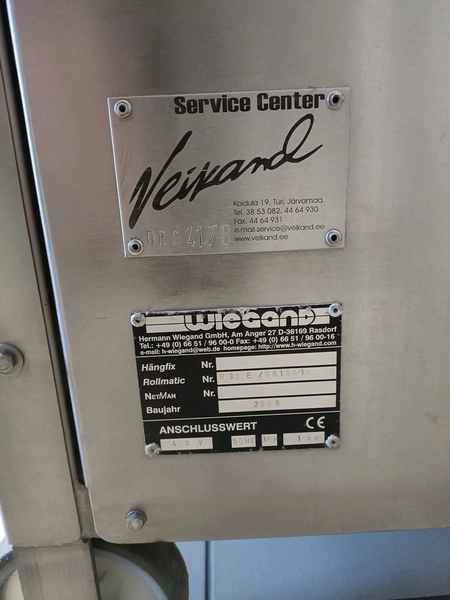 Service Center
Veikand
Koidula 19, Türi, Järvamaa.
Tel. 38 53 082, 44 64 930
Fax. 44 64 931
e.mail.service@veikand.ee
www.veikand.ee
WIEGAND
Hermann Wiegand GmbH, Am Anger 27 D-36169 Rasdorf
Tel.: +49 (0) 66 51 / 96 00-0 Fax: +49 (0) 66 51 / 96 00-16
e-mail: h-wiegand@web.de homepage: http://www.h-wiegand.com
Hängfix Nr.
Rollmatic Nr.
NETMAN Nr.
Baujahr
ANSCHLUSSWERT CE
400 V 50HZ